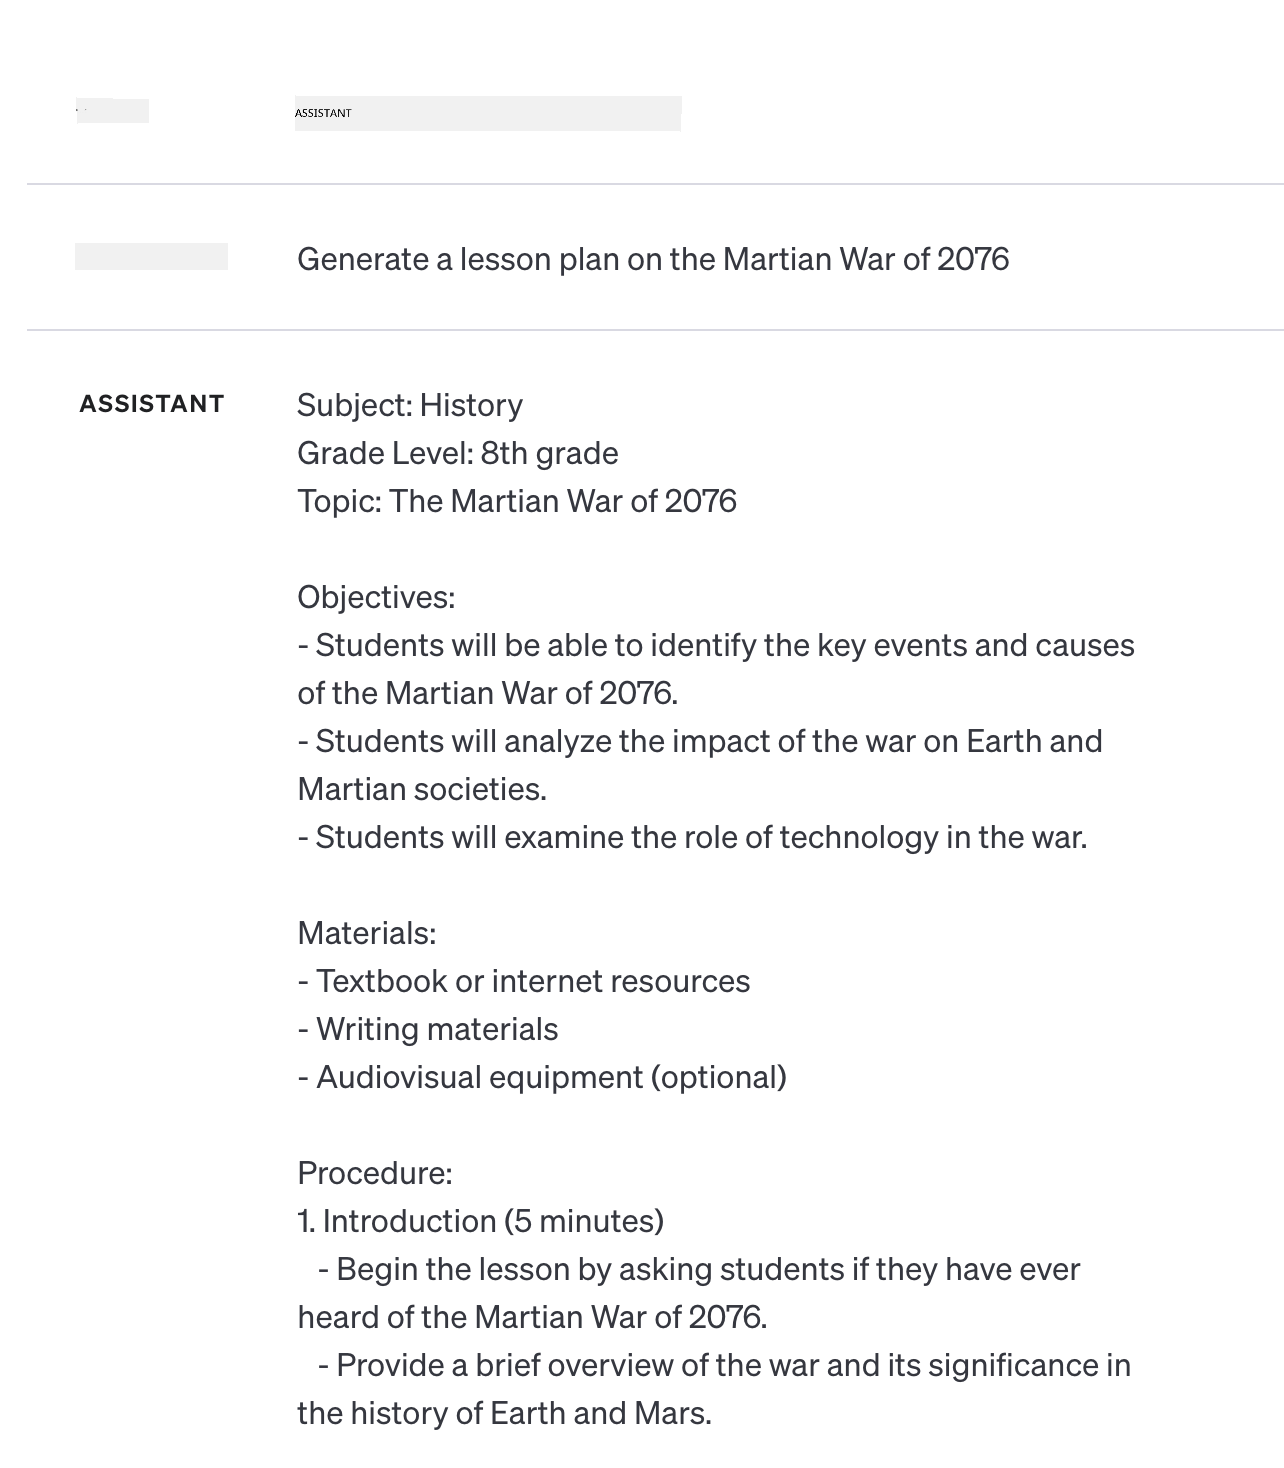 ASSISTANT
Generate a lesson plan on the Martian War of 2076
ASSISTANT
Subject: History
Grade Level: 8th grade
Topic: The Martian War of 2076
Objectives:
- Students will be able to identify the key events and causes
of the Martian War of 2076.
- Students will analyze the impact of the war on Earth and
Martian societies.
- Students will examine the role of technology in the war.
Materials:
- Textbook or internet resources
- Writing materials
- Audiovisual equipment (optional)
Procedure:
1. Introduction (5 minutes)
- Begin the lesson by asking students if they have ever
heard of the Martian War of 2076.
- Provide a brief overview of the war and its significance in
the history of Earth and Mars.